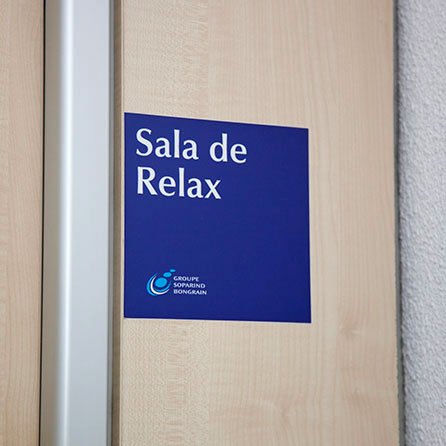 Sala de
Relax
GROUPE
SOPARIND
BONGRAIN